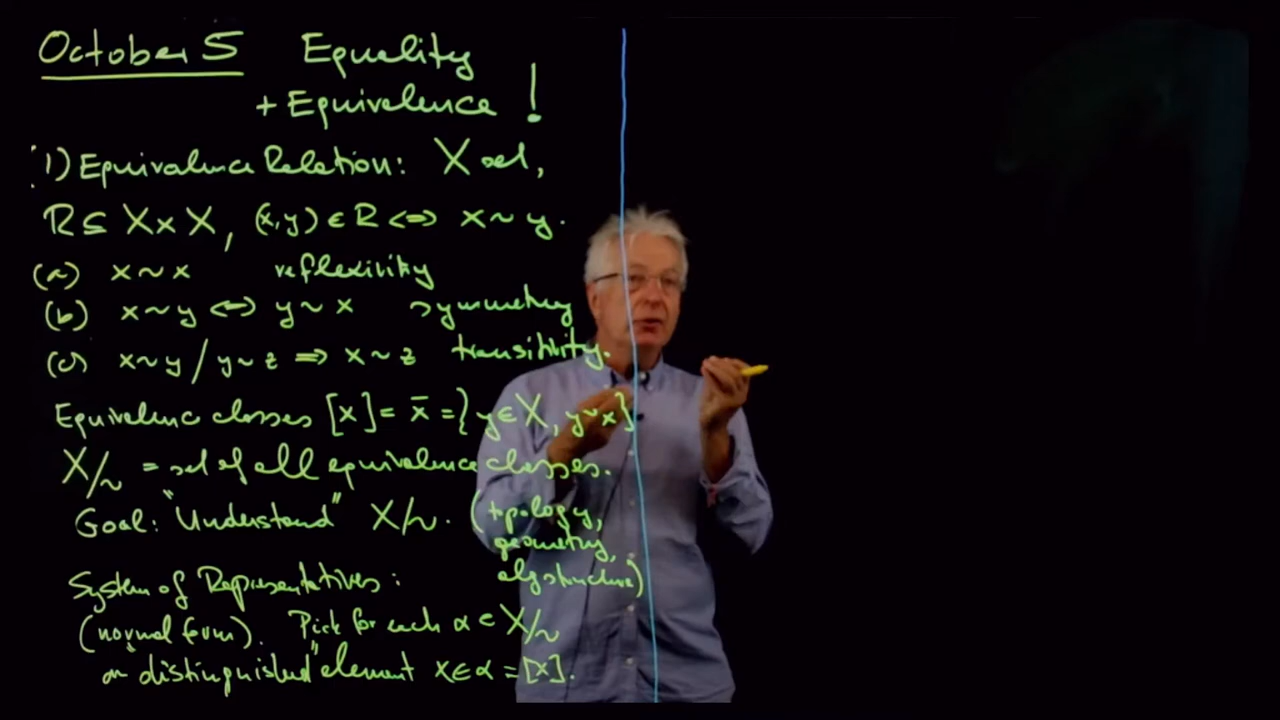 October 5 Equality
+ Equivalence !
1) Equivalence Relation: X set,
R ⊆ X x X, (x,y) ∈ R <=> x ~ y.
(a) x ~ x reflexivity
(b) x ~ y <=> y ~ x symmetry
(c) x ~ y / y ~ z => x ~ z transitivity.
Equivalenc classes [x] = x̄ = {y ∈ X, y ~ x}
X/~ = set of all equivalence classes.
Goal: "Understand" X/~. (topology,
geometry,
alg structure)
System of Representatives:
(normal form). Pick for each α ∈ X/~
a "distinguished" element x ∈ α = [x].